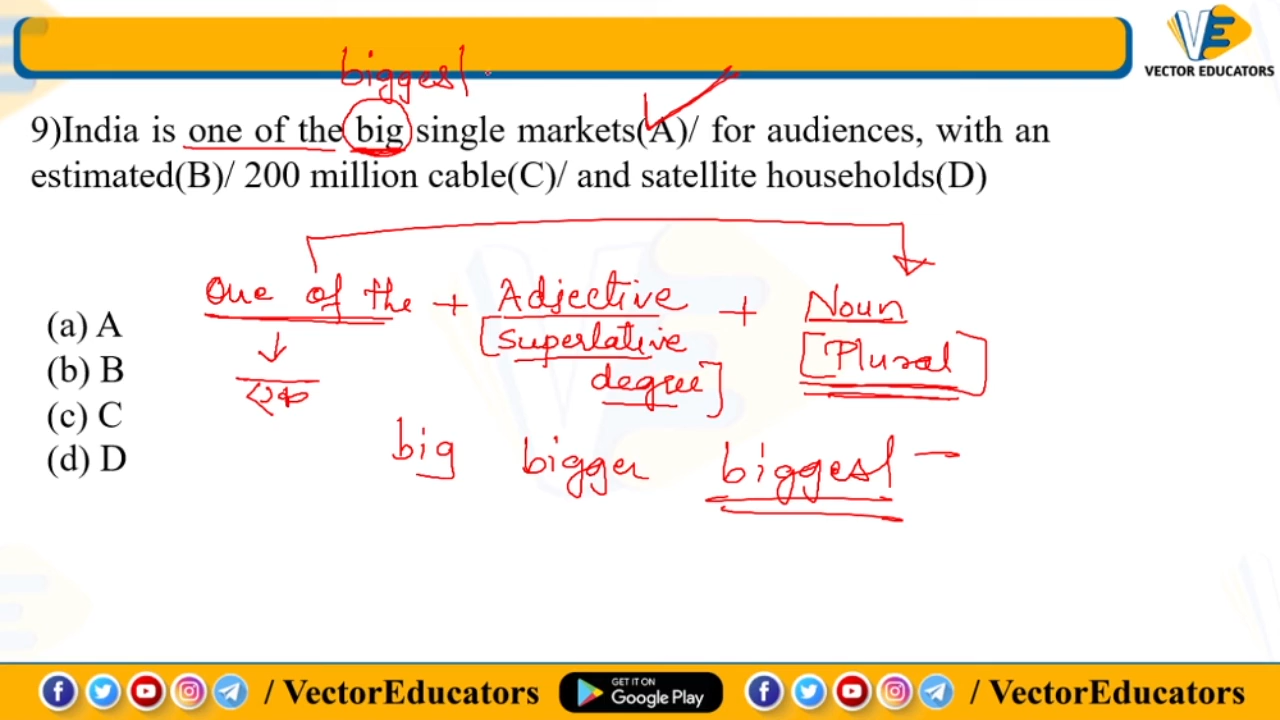 VE
VECTOR EDUCATORS
biggest
9)India is one of the big single markets(A)/ for audiences, with an
estimated(B)/ 200 million cable(C)/ and satellite households(D)
One of the + Adjective + Noun
[superlative degree] [Plural]
(a) A
(b) B
(c) C
(d) D
big bigger biggest
/ VectorEducators
GET IT ON
Google Play
/ VectorEducators